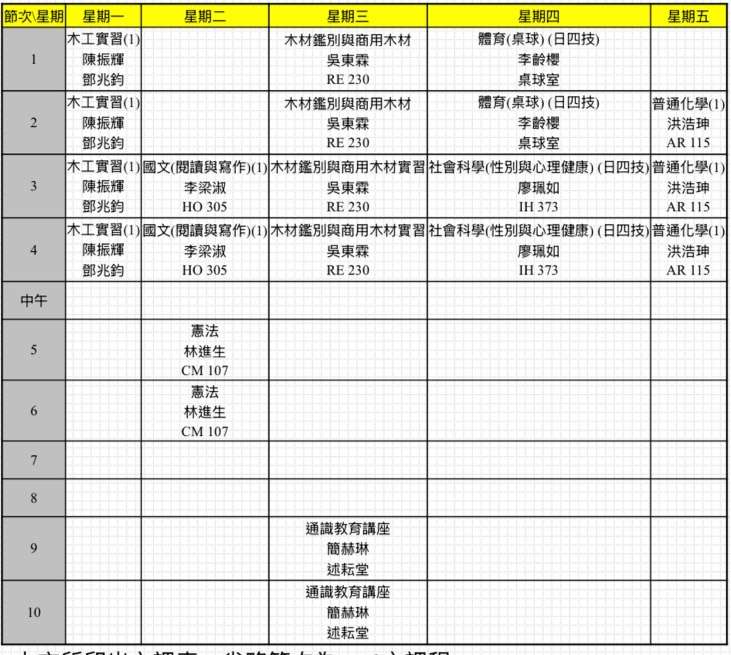 節次\星期 星期一 星期二 星期三 星期四 星期五
1
木工實習(1)
陳振輝
鄧兆鈞
木材鑑別與商用木材
吳東霖
RE 230
體育(桌球) (日四技)
李齡櫻
桌球室
2
木工實習(1)
陳振輝
鄧兆鈞
木材鑑別與商用木材
吳東霖
RE 230
體育(桌球) (日四技)
李齡櫻
桌球室
普通化學(1)
洪浩珅
AR 115
3
木工實習(1)
陳振輝
鄧兆鈞
國文(閱讀與寫作)(1)
李梁淑
HO 305
木材鑑別與商用木材實習
吳東霖
RE 230
社會科學(性別與心理健康) (日四技)
廖珮如
IH 373
普通化學(1)
洪浩珅
AR 115
4
木工實習(1)
陳振輝
鄧兆鈞
國文(閱讀與寫作)(1)
李梁淑
HO 305
木材鑑別與商用木材實習
吳東霖
RE 230
社會科學(性別與心理健康) (日四技)
廖珮如
IH 373
普通化學(1)
洪浩珅
AR 115
中午
5
憲法
林進生
CM 107
6
憲法
林進生
CM 107
7
8
9
通識教育講座
簡赫琳
述耘堂
10
通識教育講座
簡赫琳
述耘堂